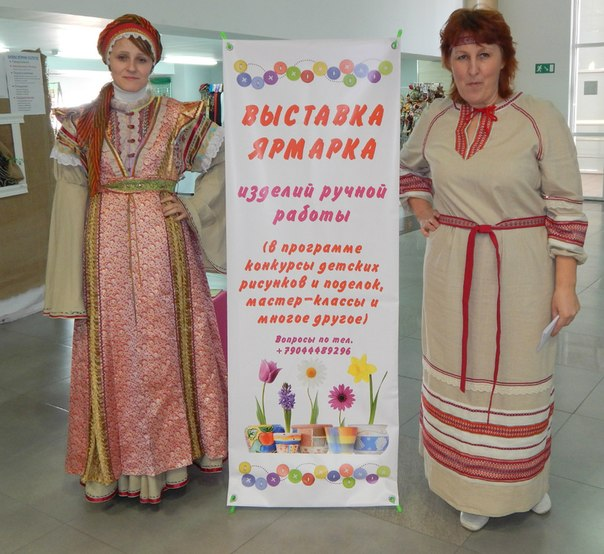 ВЫСТАВКА
ЯРМАРКА
изделий ручной
работы
(в программе
конкурсы детских
рисунков и поделок,
мастер-классы и
многое другое)
Вопросы по тел.
+79044489296